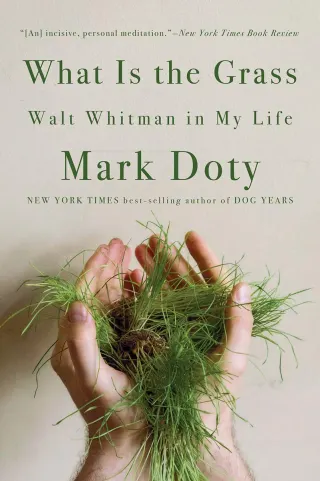 “[An] incisive, personal meditation.”—New York Times Book Review
What Is the Grass
Walt Whitman in My Life
Mark Doty
NEW YORK TIMES best-selling author of DOG YEARS